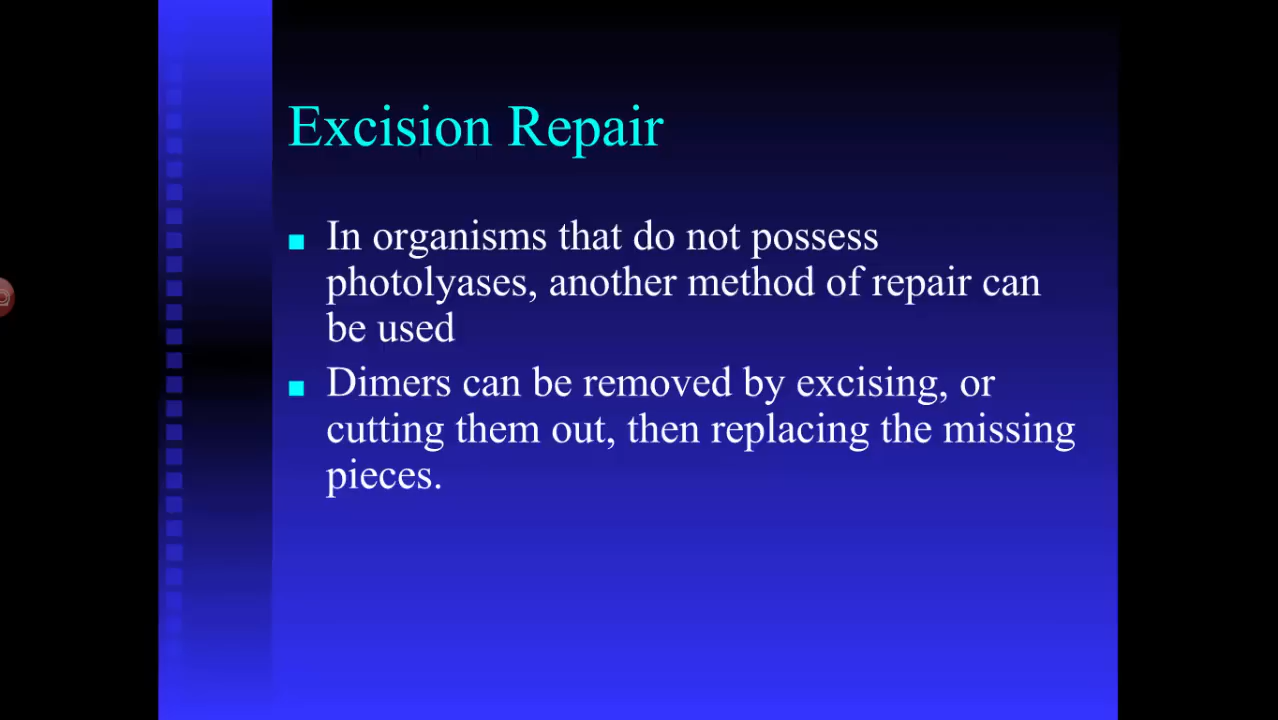 Excision Repair
In organisms that do not possess
photolyases, another method of repair can
be used
Dimers can be removed by excising, or
cutting them out, then replacing the missing
pieces.